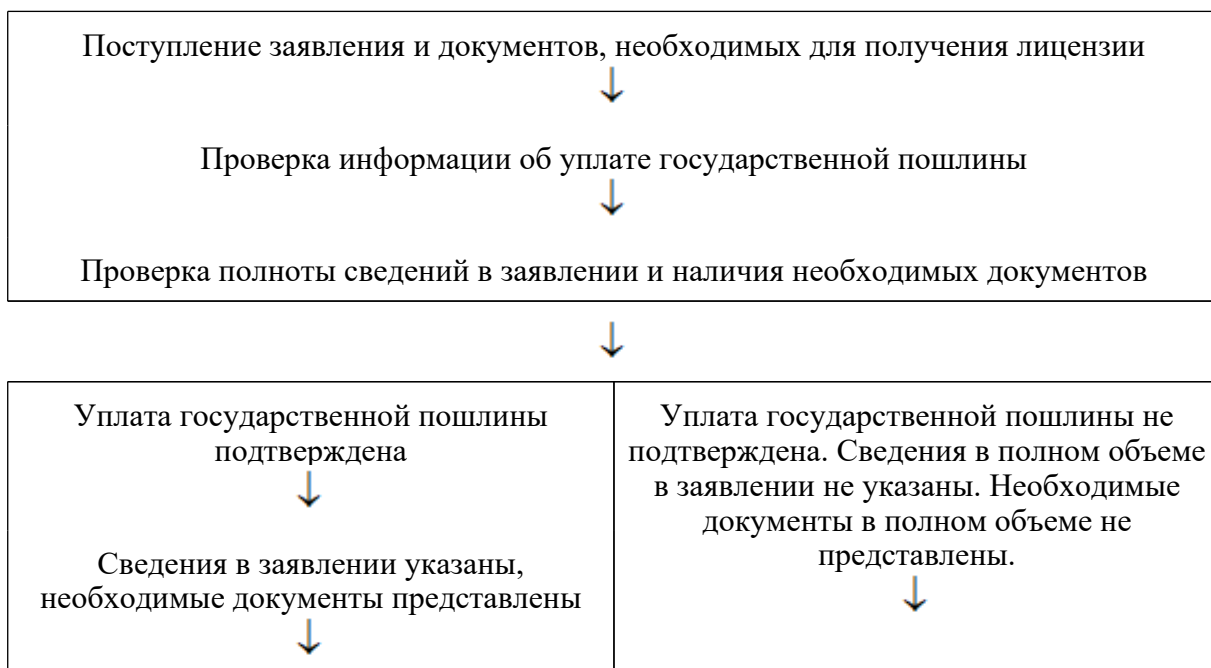 Поступление заявления и документов, необходимых для получения лицензии
↓
Проверка информации об уплате государственной пошлины
↓
Проверка полноты сведений в заявлении и наличия необходимых документов
↓
Уплата государственной пошлины
подтверждена
↓
Сведения в заявлении указаны,
необходимые документы представлены
↓
Уплата государственной пошлины не
подтверждена. Сведения в полном объеме
в заявлении не указаны. Необходимые
документы в полном объеме не
представлены.
↓